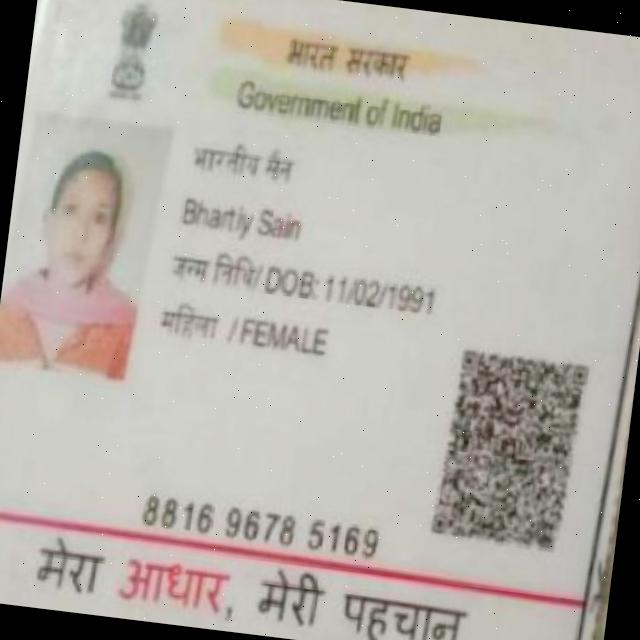 भारत सरकार
Government of India
भारतीय सैन
Bhartiy Sain
जन्म तिथि/ DOB: 11/02/1991
महिला / FEMALE
8816 9678 5169
मेरा आधार, मेरी पहचान